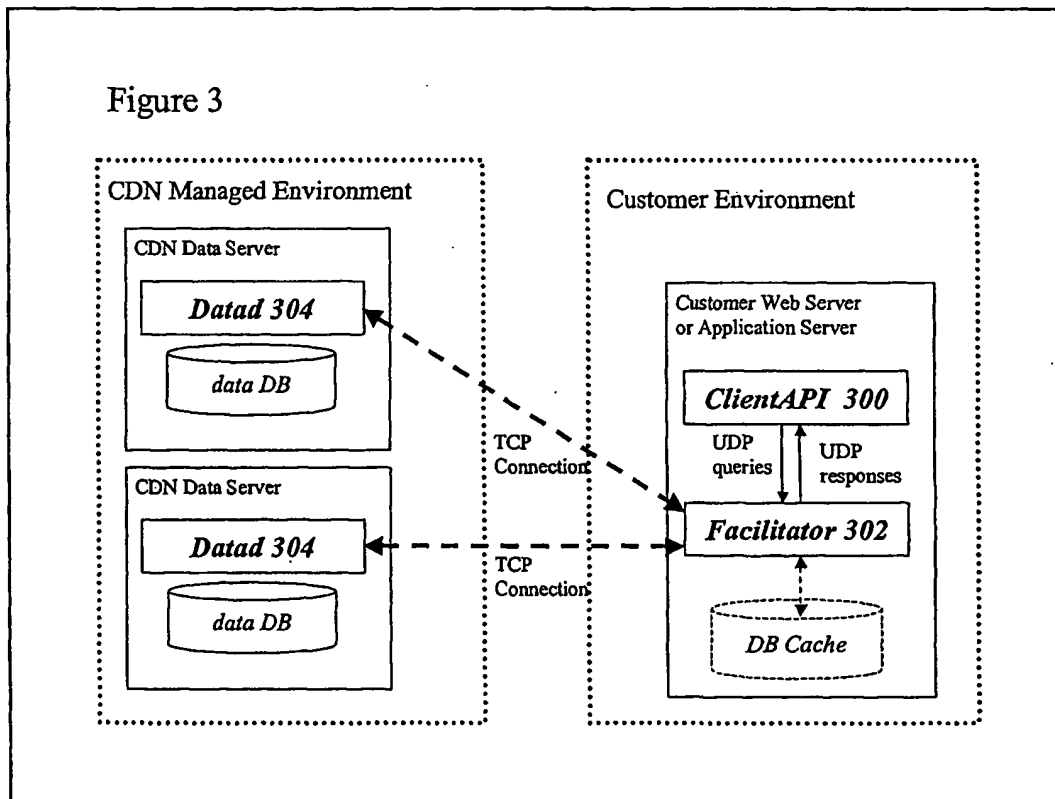 Figure 3
CDN Managed Environment
CDN Data Server
Datad 304
data DB
CDN Data Server
Datad 304
data DB
TCP
Connection
TCP
Connection
Customer Environment
Customer Web Server
or Application Server
ClientAPI 300
UDP
queries
UDP
responses
Facilitator 302
DB Cache